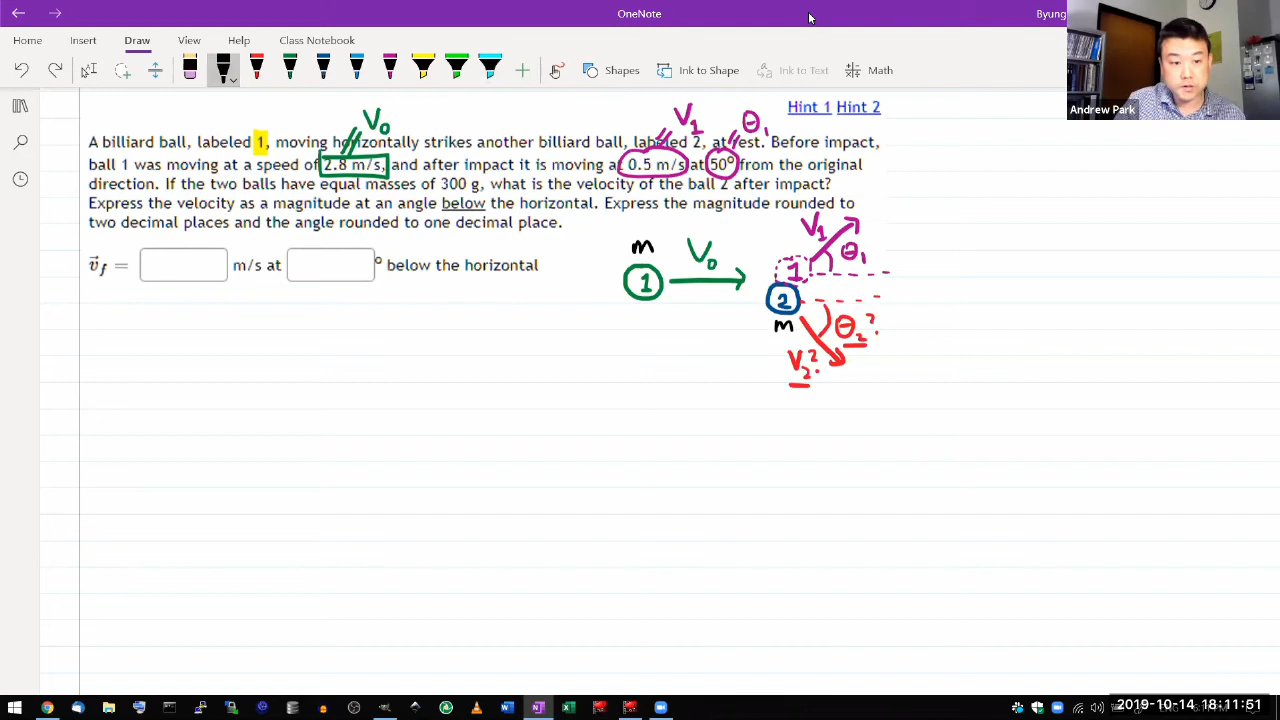 OneNote
Byung
Home Insert Draw View Help Class Notebook
Shapes Ink to Shape Ink to Text Math
Andrew Park
Hint 1 Hint 2
V₀ V₁ θ₁
A billiard ball, labeled 1, moving horizontally strikes another billiard ball, labeled 2, at rest. Before impact,
ball 1 was moving at a speed of 2.8 m/s, and after impact it is moving at 0.5 m/s at 50° from the original
direction. If the two balls have equal masses of 300 g, what is the velocity of the ball 2 after impact?
Express the velocity as a magnitude at an angle below the horizontal. Express the magnitude rounded to
two decimal places and the angle rounded to one decimal place.
v⃗f = m/s at ° below the horizontal
m V₀
1
V₁ θ₁
1
2
m θ₂?
V₂?
2019-10-14 18:11:51